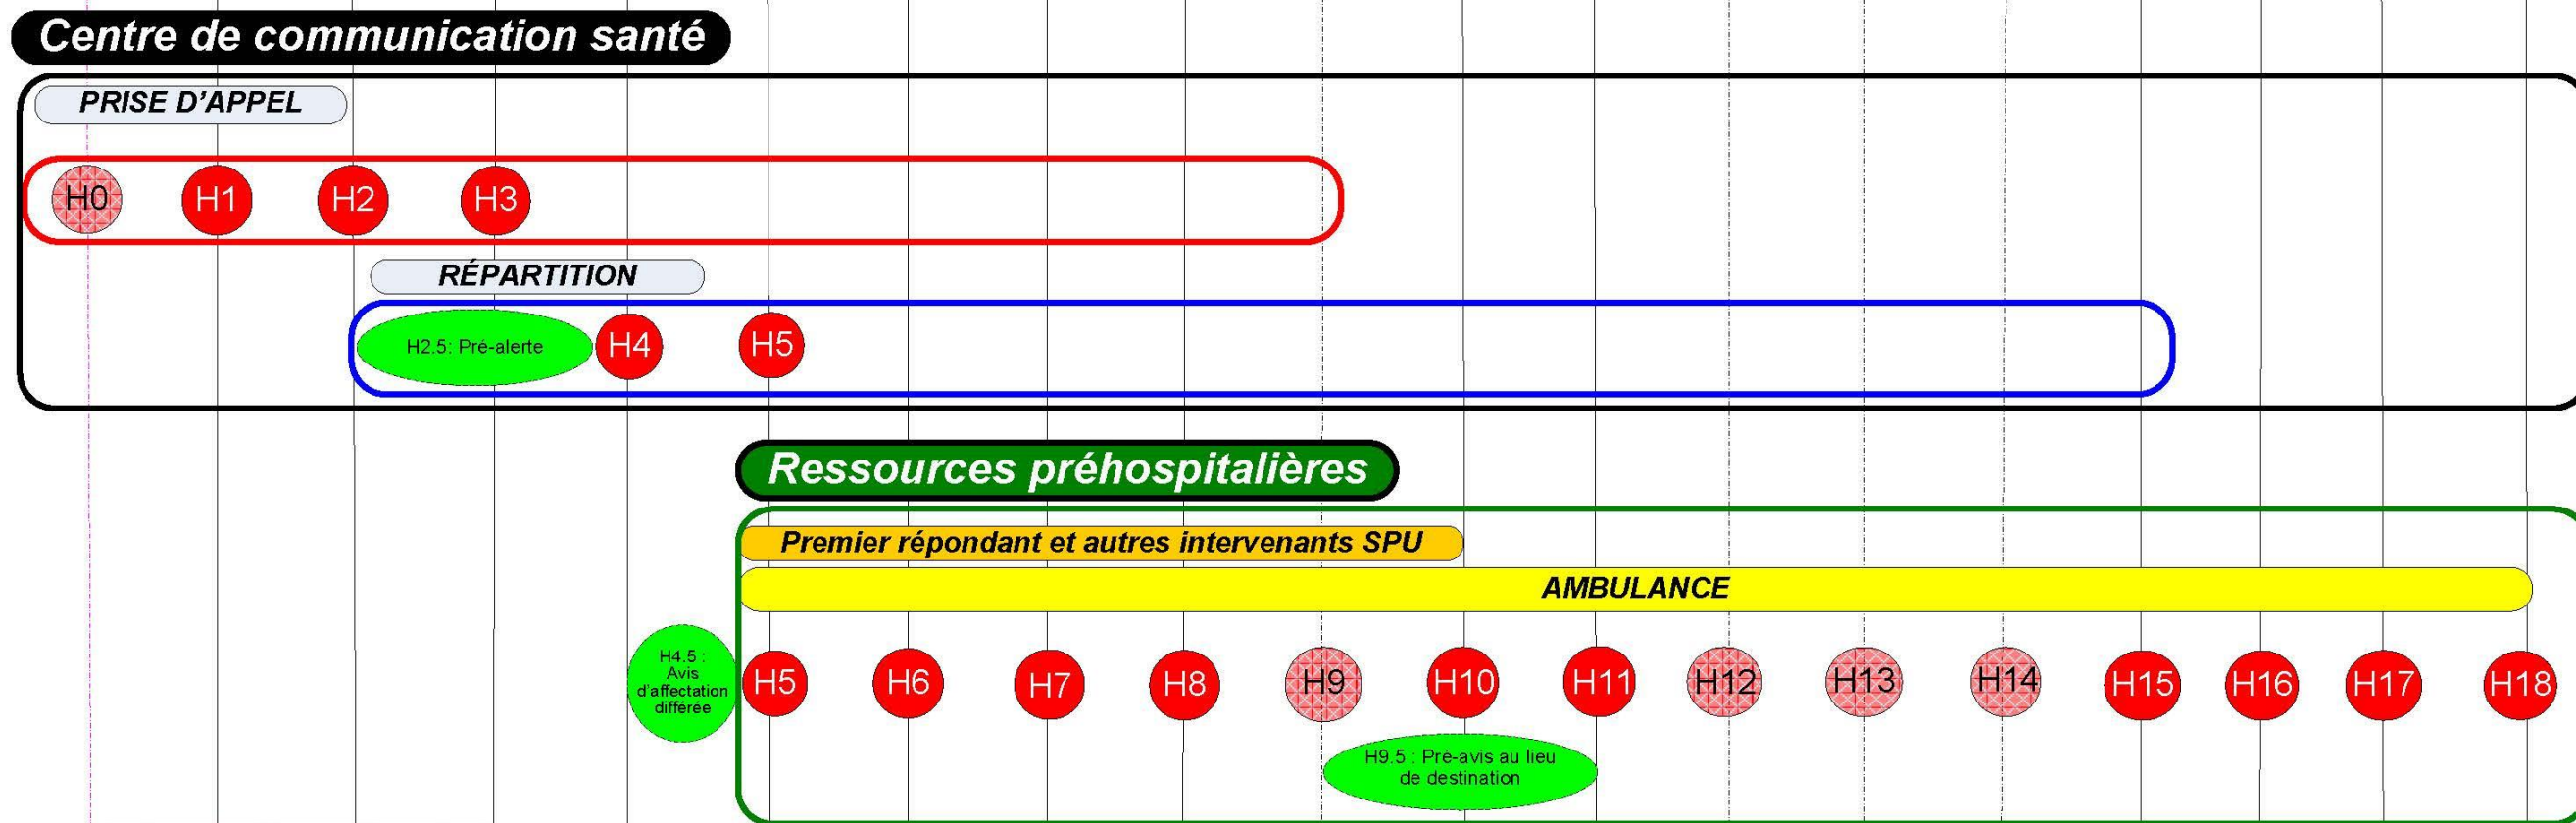 Centre de communication santé
PRISE D'APPEL
H0 H1 H2 H3
RÉPARTITION
H2.5: Pré-alerte H4 H5
Ressources préhospitalières
Premier répondant et autres intervenants SPU
AMBULANCE
H4.5 :
Avis
d'affectation
différée
H5 H6 H7 H8 H9 H10 H11 H12 H13 H14 H15 H16 H17 H18
H9.5 : Pré-avis au lieu
de destination